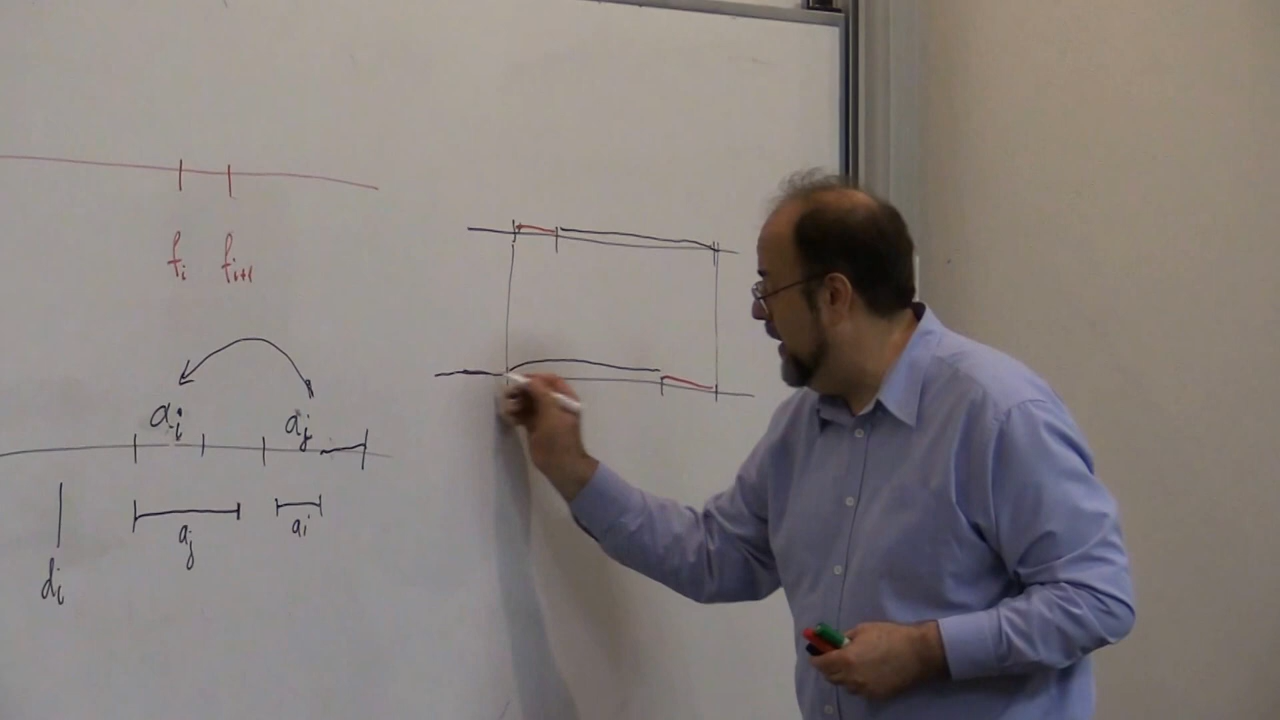 fᵢ fᵢ₊₁
aᵢ aⱼ
aⱼ aᵢ
dᵢ